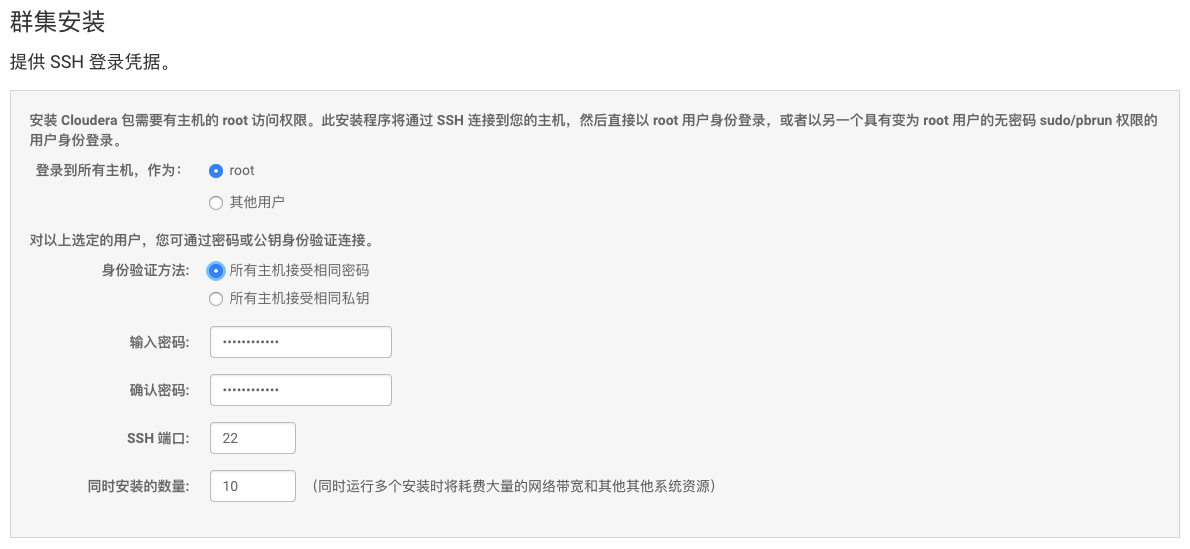 群集安装
提供 SSH 登录凭据。
安装 Cloudera 包需要有主机的 root 访问权限。此安装程序将通过 SSH 连接到您的主机，然后直接以 root 用户身份登录，或者以另一个具有变为 root 用户的无密码 sudo/pbrun 权限的
用户身份登录。
登录到所有主机，作为： root
其他用户
对以上选定的用户，您可通过密码或公钥身份验证连接。
身份验证方法: 所有主机接受相同密码
所有主机接受相同私钥
输入密码: ••••••••••••
确认密码: ••••••••••••
SSH 端口: 22
同时安装的数量: 10 （同时运行多个安装时将耗费大量的网络带宽和其他其他系统资源）